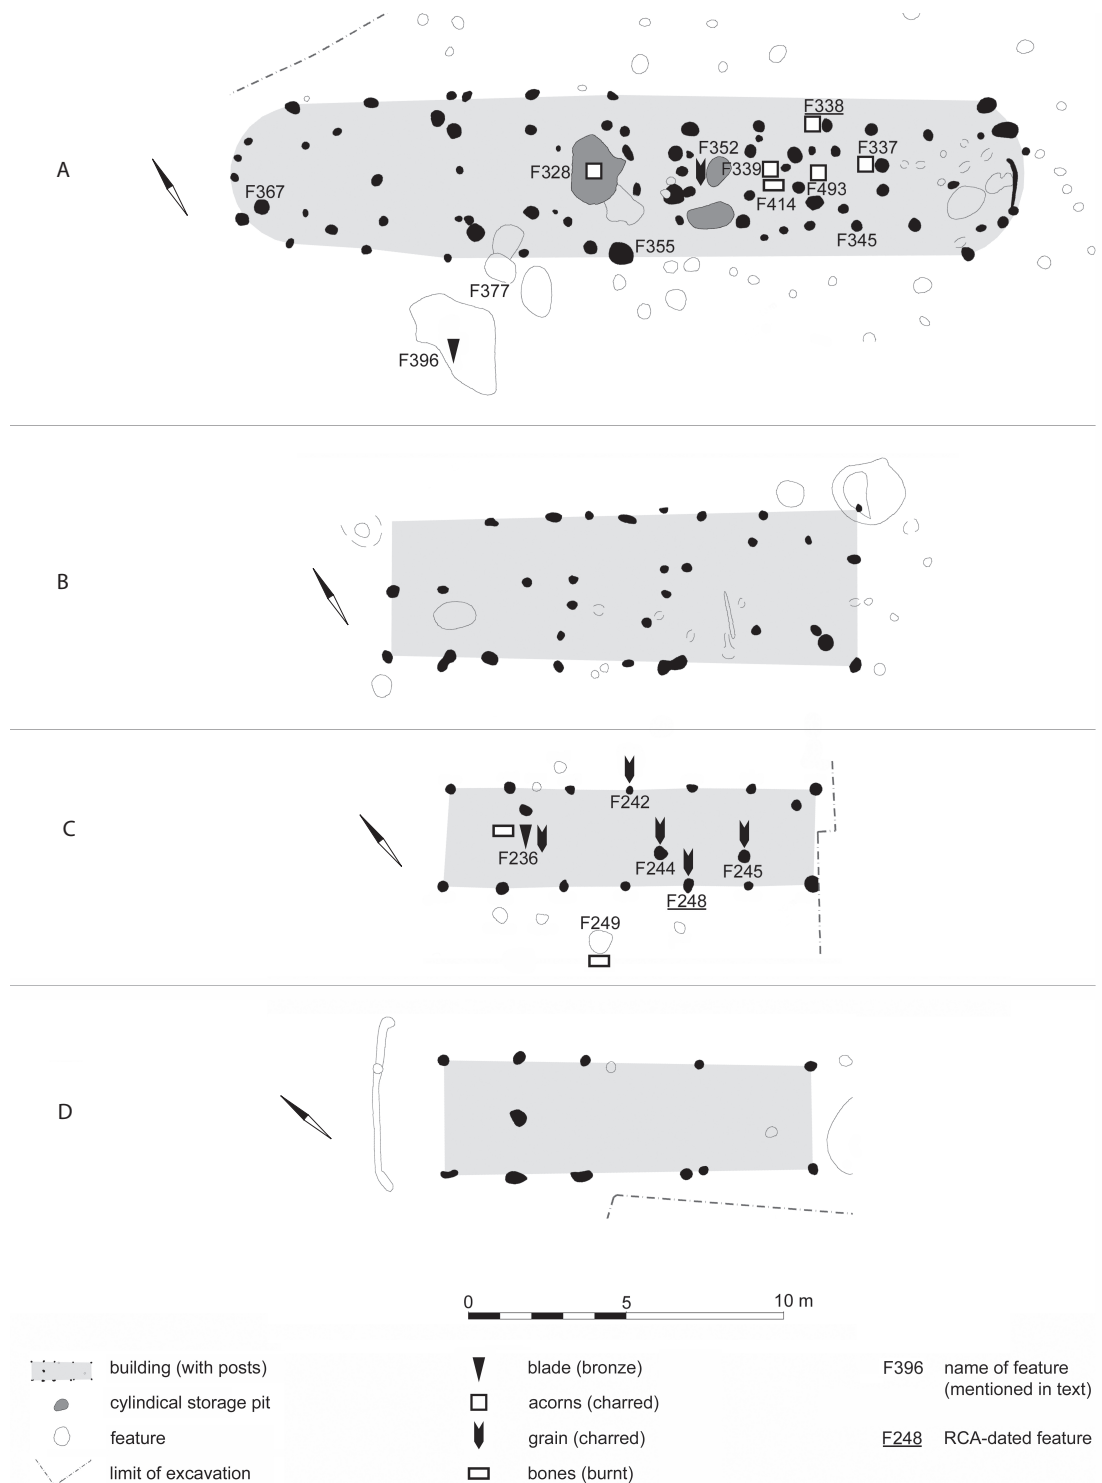 A
F338
F352
F337
F328
F339
F367
F414
F493
F355
F345
F377
F396
B
C
F242
F236
F244
F245
F248
F249
D
0 5 10 m
building (with posts)
cylindical storage pit
feature
limit of excavation
blade (bronze)
acorns (charred)
grain (charred)
bones (burnt)
F396 name of feature
(mentioned in text)
F248 RCA-dated feature